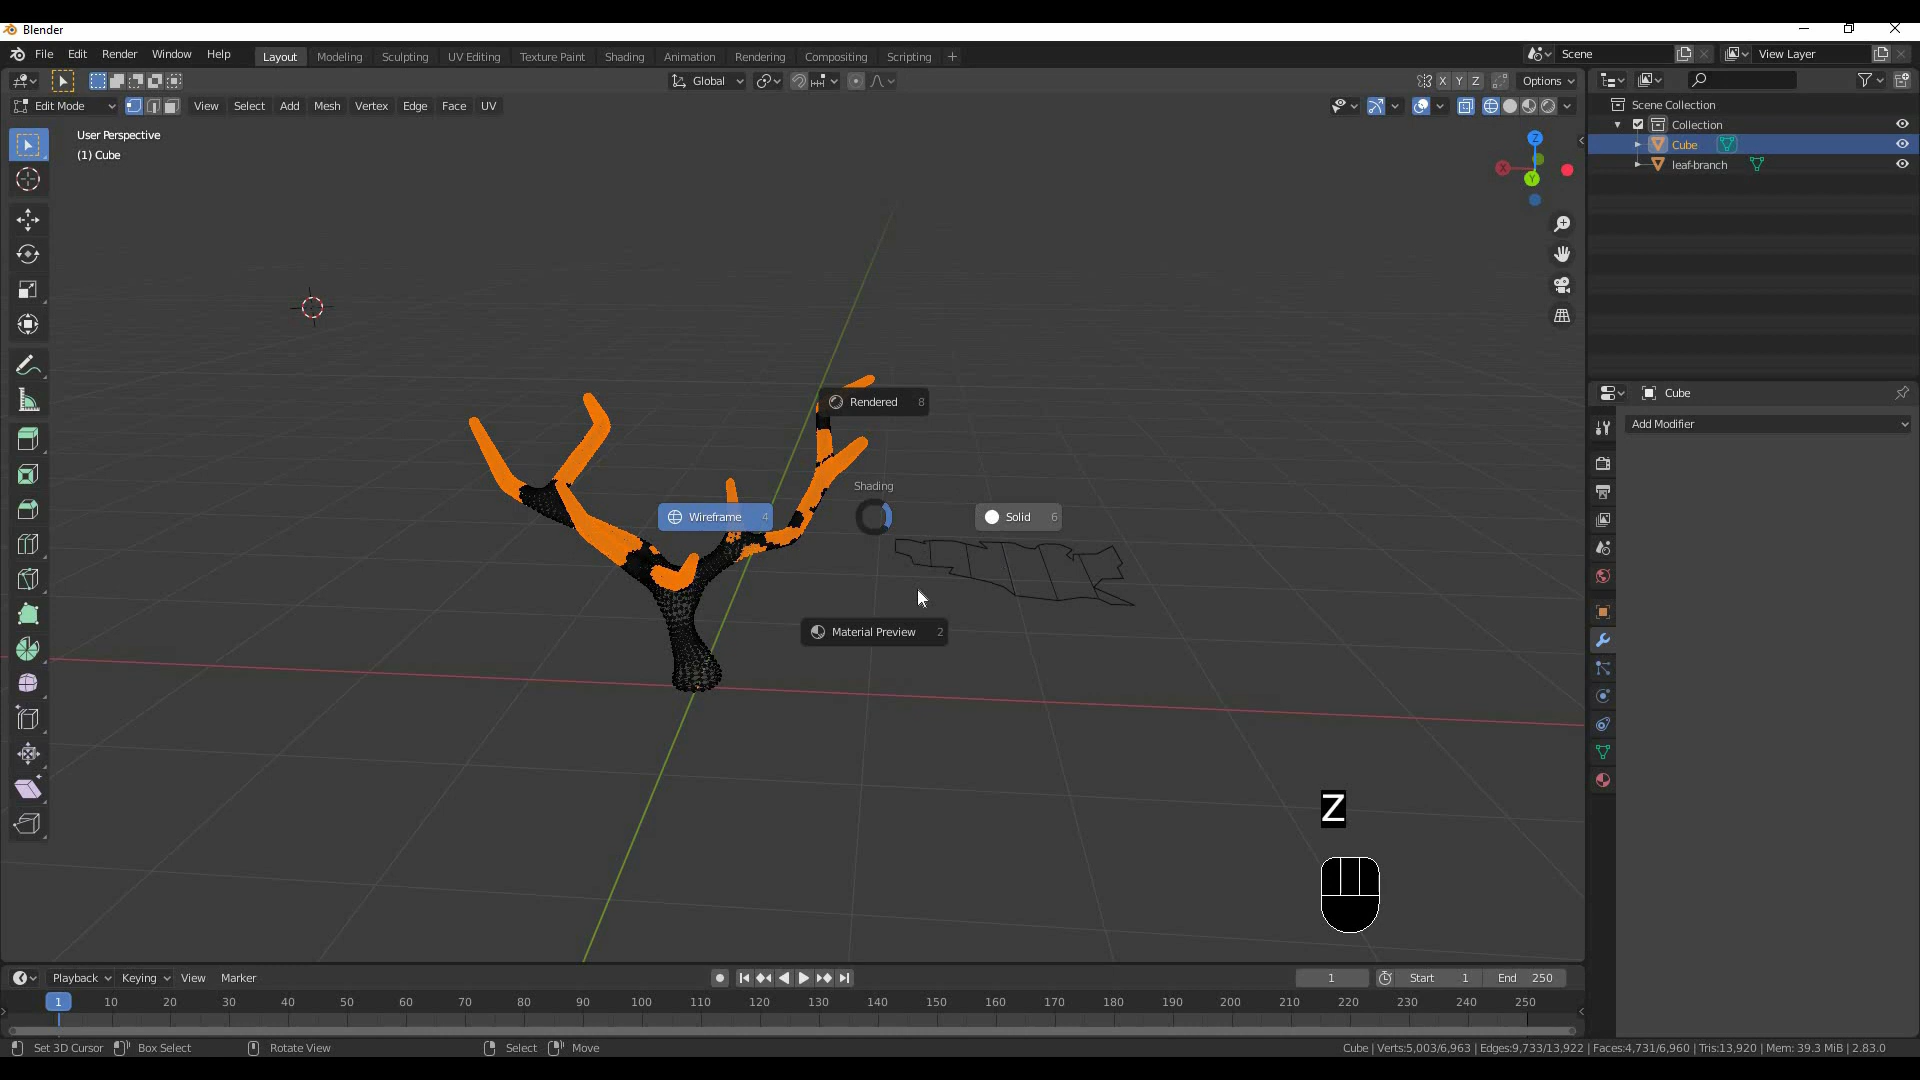 Blender
File Edit Render Window Help Layout Modeling Sculpting UV Editing Texture Paint Shading Animation Rendering Compositing Scripting + Scene View Layer
Global X Y Z Options
Edit Mode View Select Add Mesh Vertex Edge Face UV
User Perspective
(1) Cube
Z
X
Y
Scene Collection
Collection
Cube
leaf-branch
Cube
Add Modifier
Rendered 8
Shading
Wireframe 4
Solid 6
Material Preview 2
Z
Playback Keying View Marker 1 Start 1 End 250
1 10 20 30 40 50 60 70 80 90 100 110 120 130 140 150 160 170 180 190 200 210 220 230 240 250
Set 3D Cursor Box Select Rotate View Select Move Cube | Verts:5,003/6,963 | Edges:9,733/13,922 | Faces:4,731/6,960 | Tris:13,920 | Mem: 39.3 MiB | 2.83.0